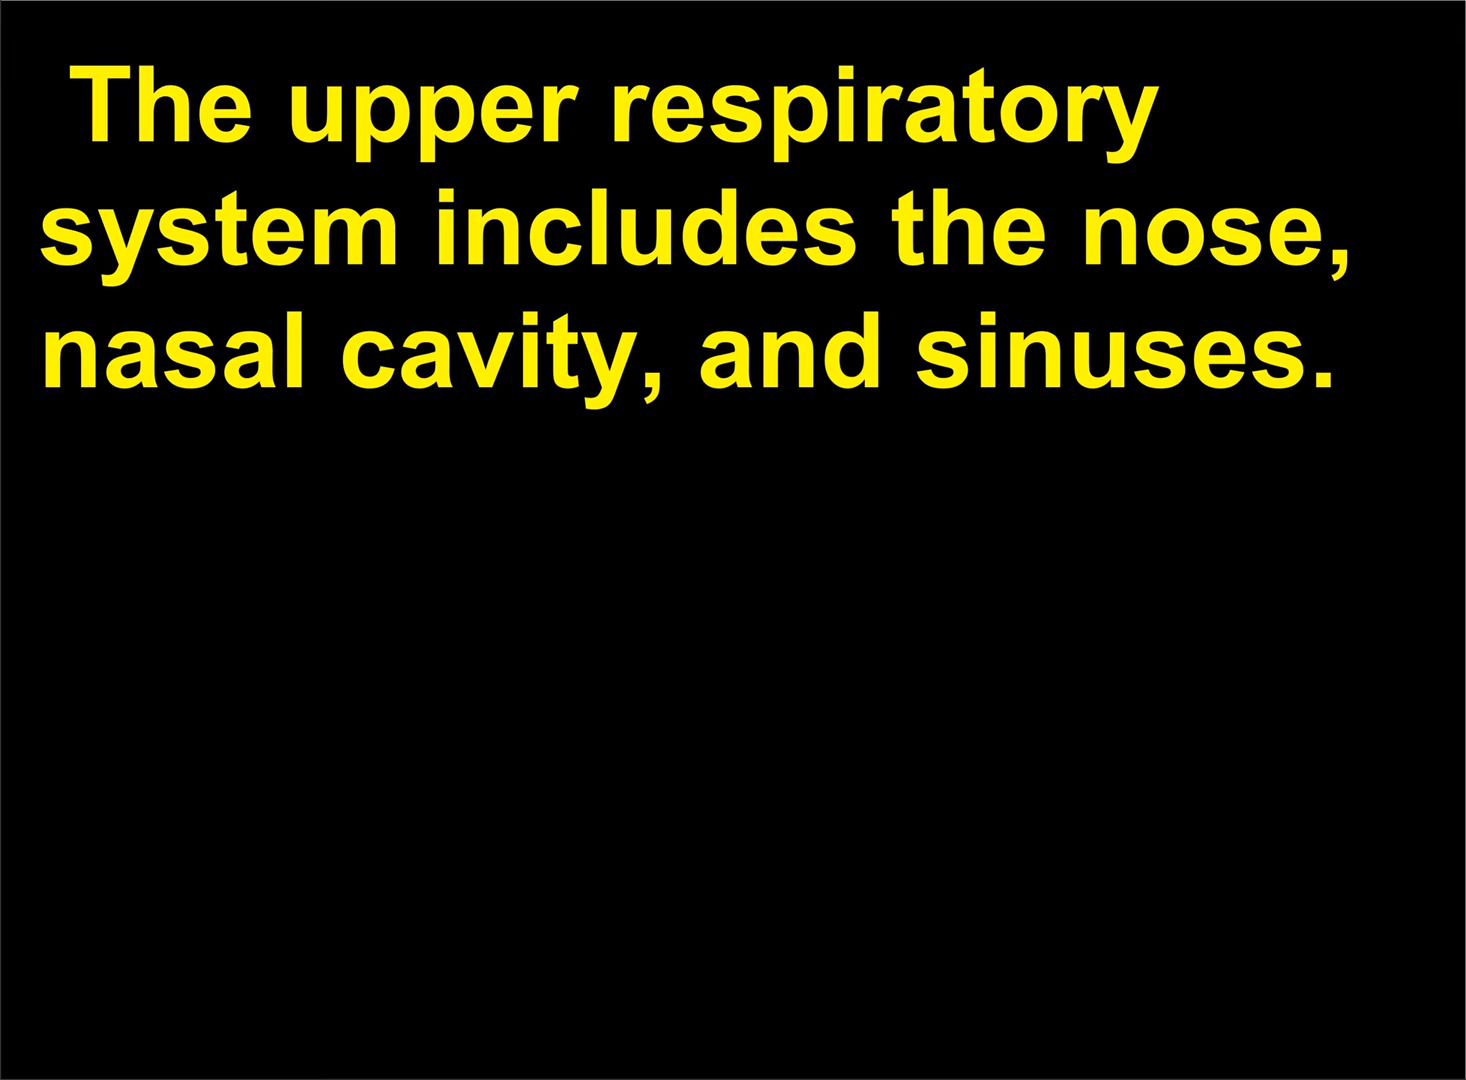 The upper respiratory
system includes the nose,
nasal cavity, and sinuses.